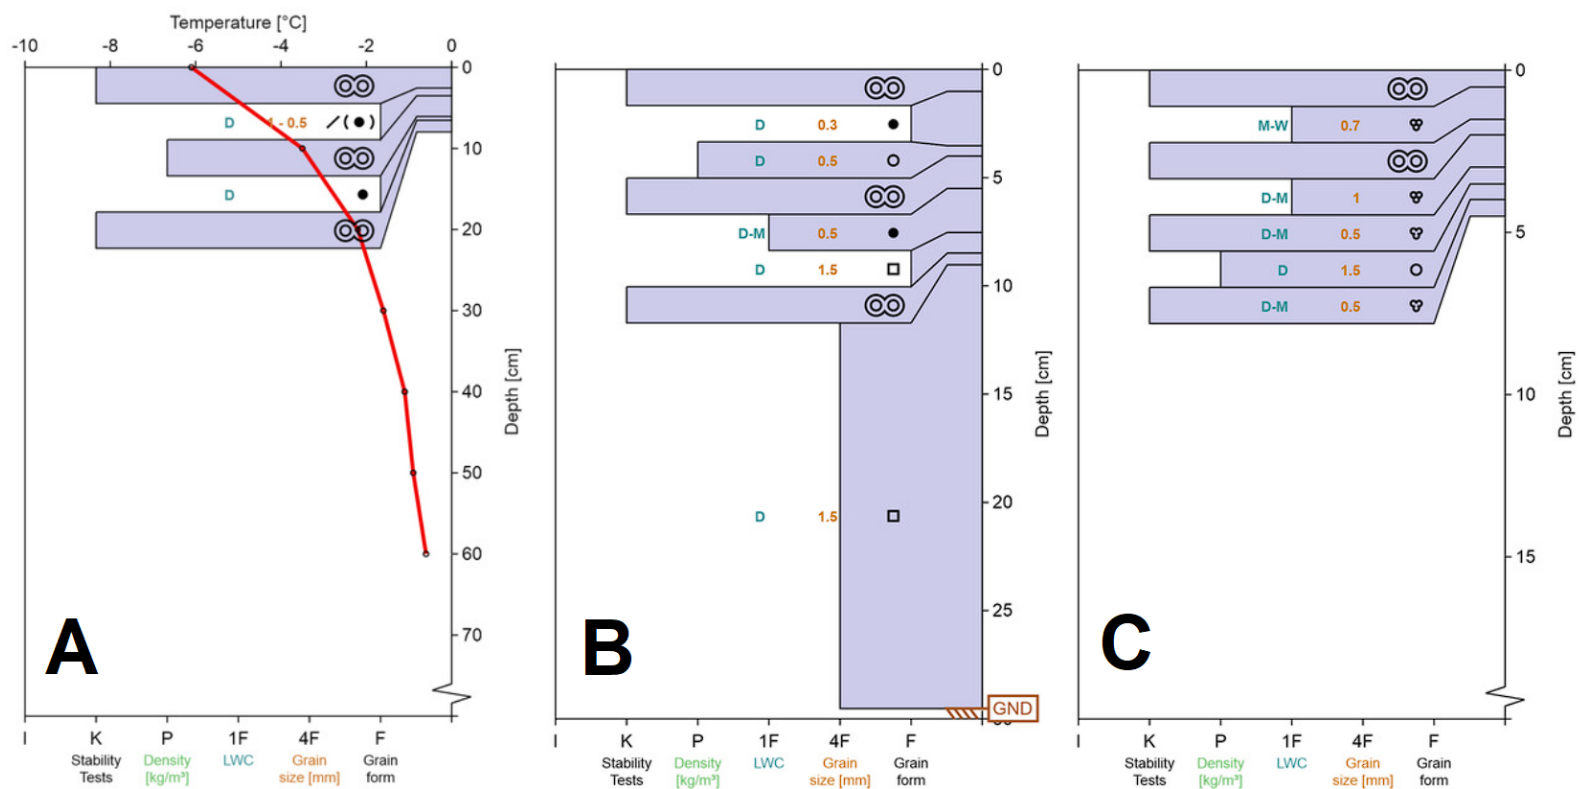 Temperature [°C]
-10 -8 -6 -4 -2 0
0
D 1 - 0.5 ( )
10
D
20
30
40
50
60
70
Depth [cm]
A
I K P 1F 4F F
Stability Tests
Density [kg/m³]
LWC
Grain size [mm]
Grain form
0
D 0.3
D 0.5
5
D-M 0.5
D 1.5
10
15
20
D 1.5
25
GND
30
Depth [cm]
B
I K P 1F 4F F
Stability Tests
Density [kg/m³]
LWC
Grain size [mm]
Grain form
0
M-W 0.7
D-M 1
D-M 0.5
5
D 1.5
D-M 0.5
10
15
Depth [cm]
C
I K P 1F 4F F
Stability Tests
Density [kg/m³]
LWC
Grain size [mm]
Grain form